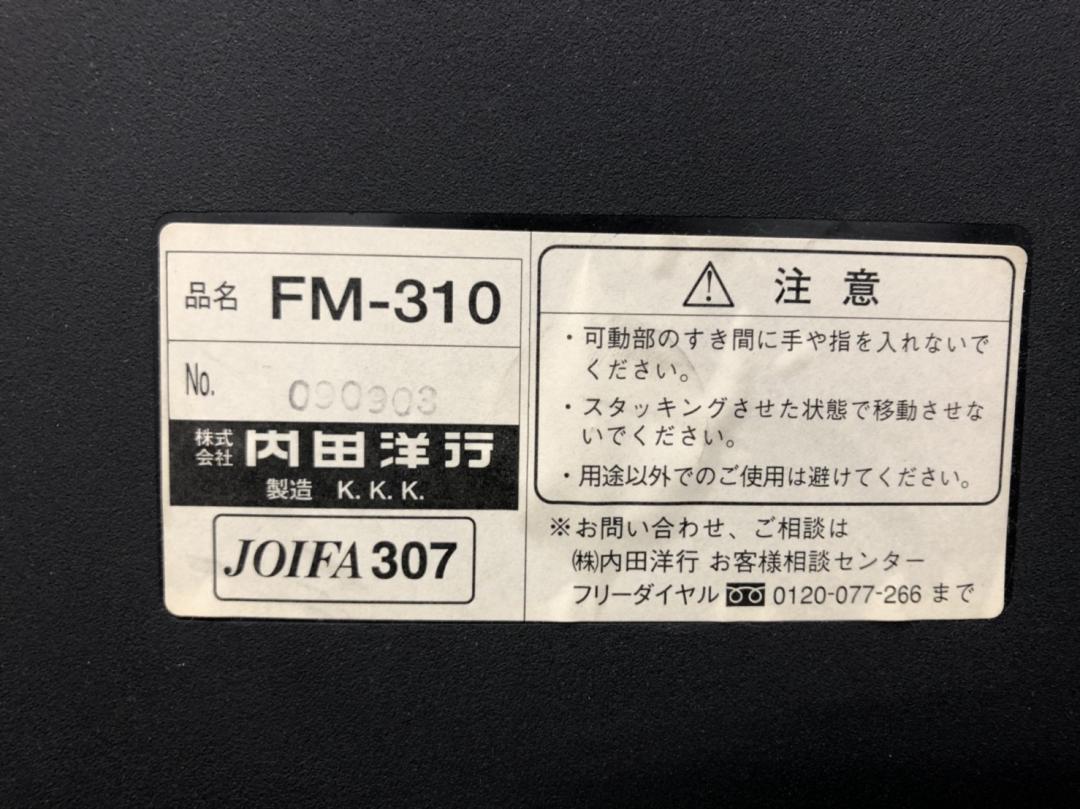 品名 FM-310
No. 090903
株式会社 内田洋行
製造 K. K. K.
JOIFA 307
⚠ 注意
・可動部のすき間に手や指を入れないで
ください。
・スタッキングさせた状態で移動させな
いでください。
・用途以外でのご使用は避けてください。
※お問い合わせ、ご相談は
㈱内田洋行 お客様相談センター
フリーダイヤル 0120-077-266 まで